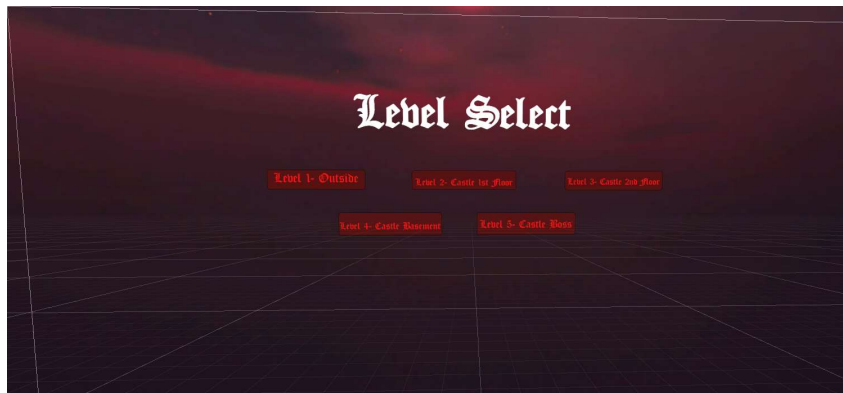 Level Select
Level 1- Outside
Level 2- Castle 1st Floor
Level 3- Castle 2nd Floor
Level 4- Castle Basement
Level 5- Castle Boss